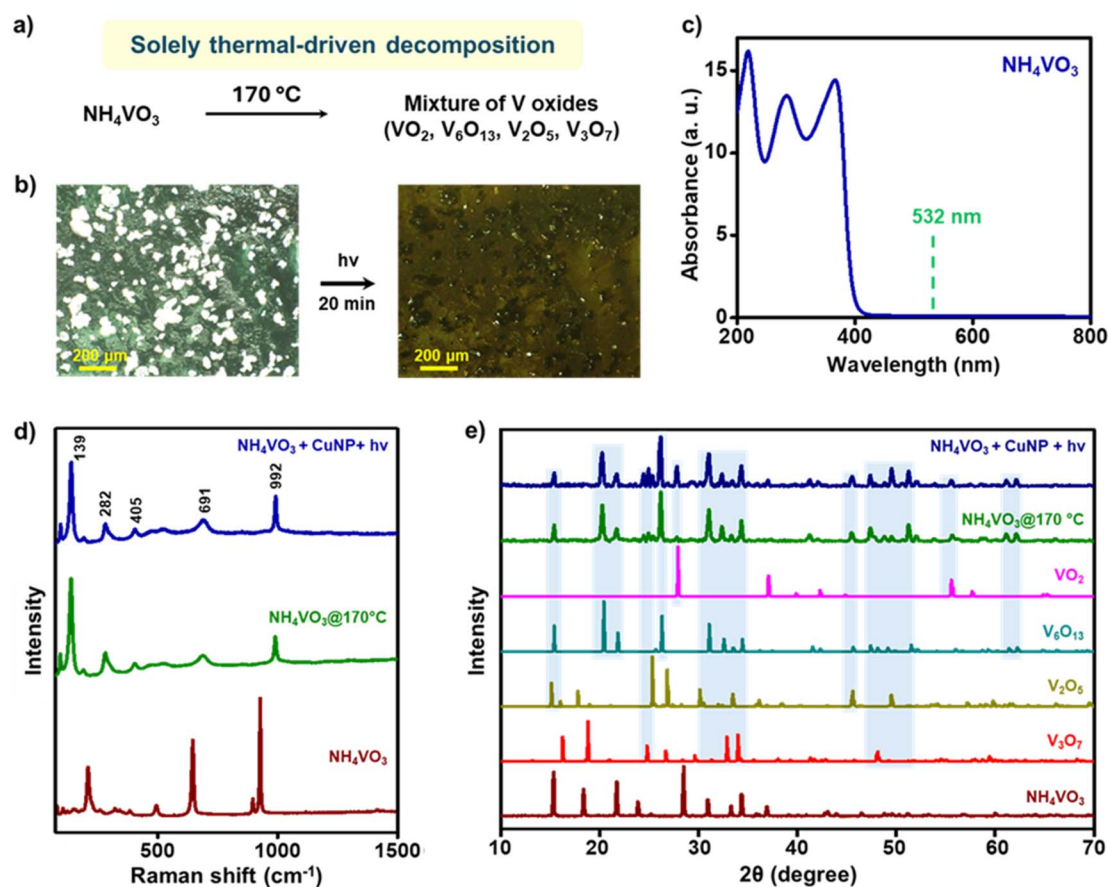 a)
Solely thermal-driven decomposition
NH₄VO₃
170 °C
Mixture of V oxides
(VO₂, V₆O₁₃, V₂O₅, V₃O₇)
b)
200 µm
hv
20 min
200 µm
c)
NH₄VO₃
532 nm
15
10
5
0
200
400
600
800
Absorbance (a. u.)
Wavelength (nm)
d)
NH₄VO₃ + CuNP+ hv
139
282
405
691
992
NH₄VO₃@170°C
NH₄VO₃
Intensity
500
1000
1500
Raman shift (cm⁻¹)
e)
NH₄VO₃ + CuNP + hv
NH₄VO₃@170 °C
VO₂
V₆O₁₃
V₂O₅
V₃O₇
NH₄VO₃
Intensity
10
20
30
40
50
60
70
2θ (degree)